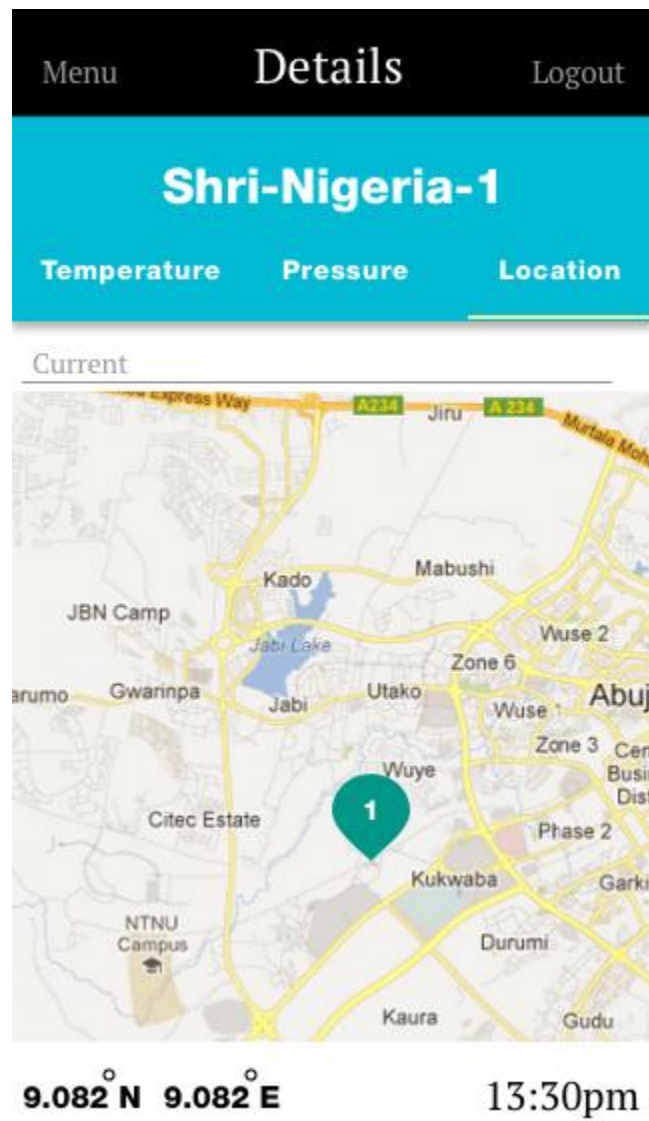 Menu Details Logout
Shri-Nigeria-1
Temperature Pressure Location
Current
Express Way A234 Jiru A 234
Murtala Moh
Kado Mabushi
JBN Camp
Jabi Lake Wuse 2
Zone 6
arumo Gwarinpa Jabi Utako Abuj
Wuse 1
Zone 3 Cen
Wuye Busi
Dist
1
Citec Estate Phase 2
Kukwaba Garki
NTNU
Campus
Durumi
Kaura Gudu
9.082° N 9.082° E 13:30pm